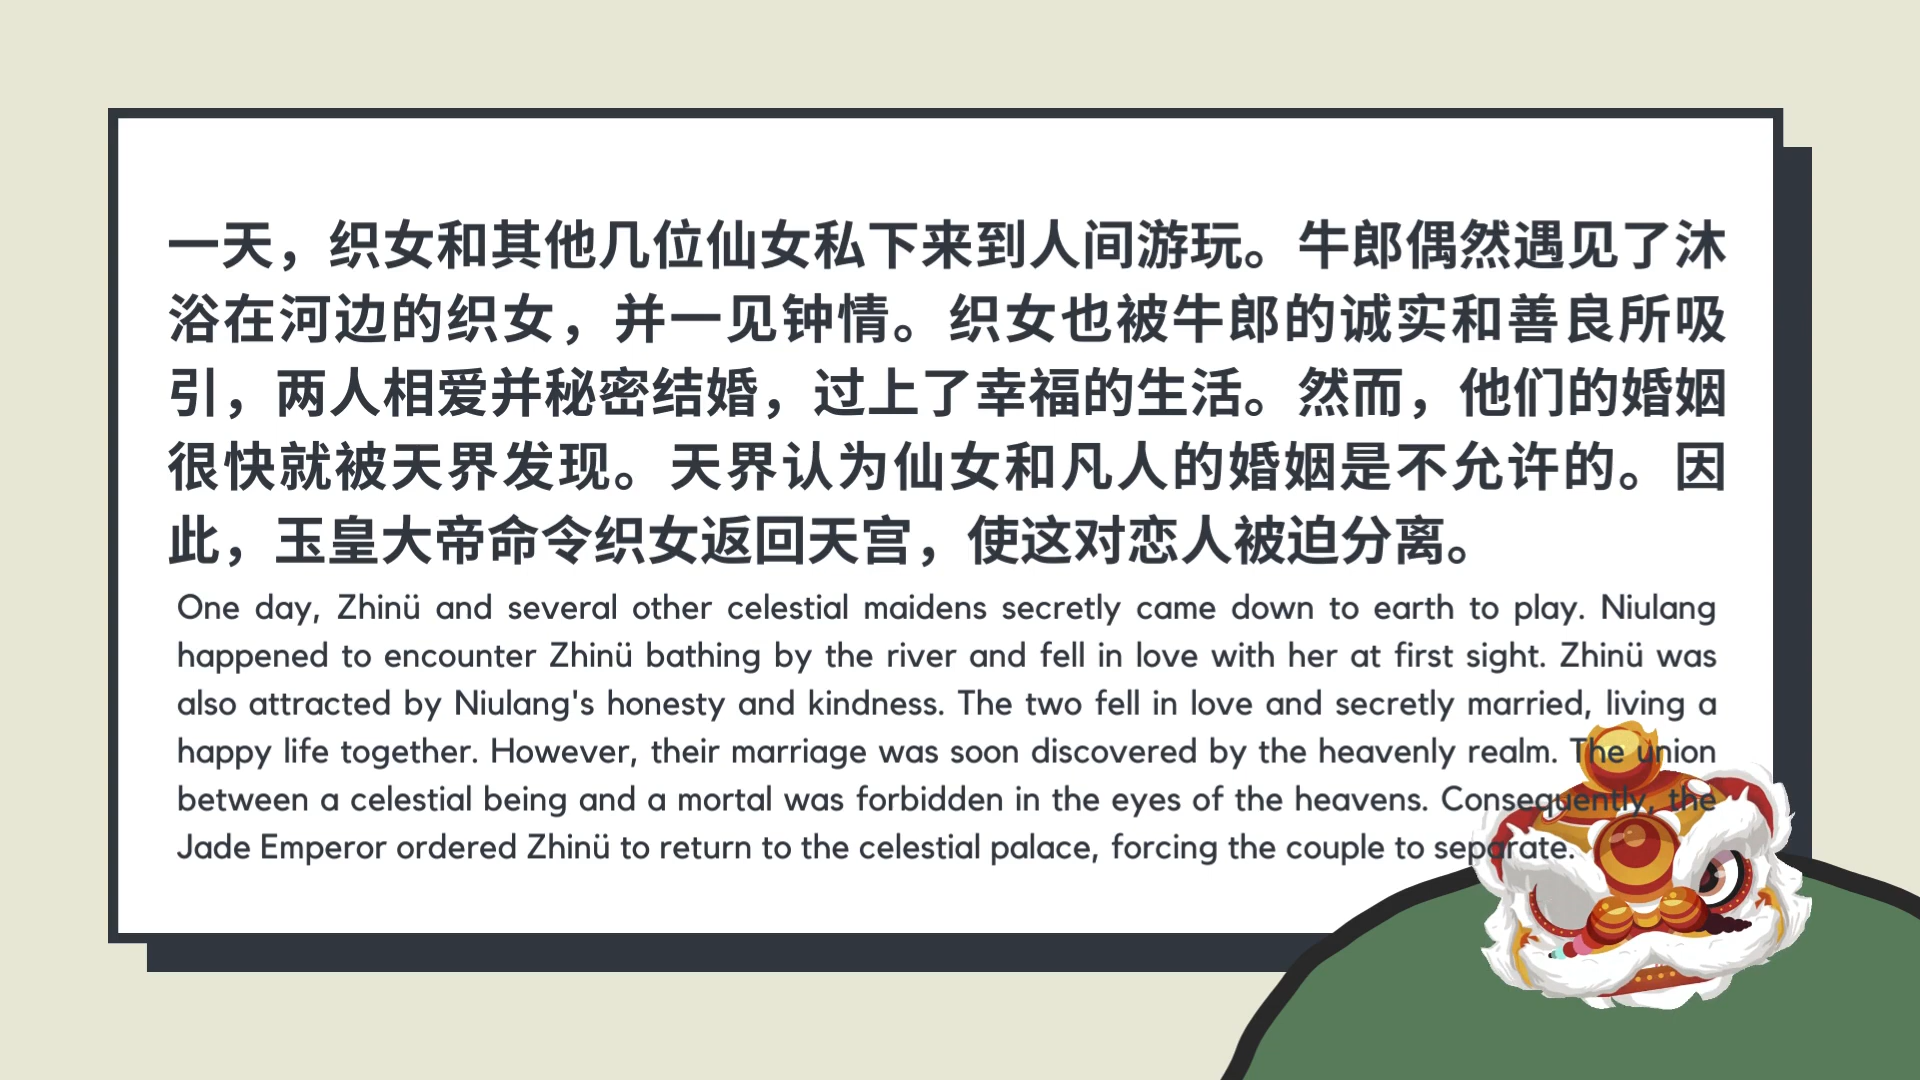 一天，织女和其他几位仙女私下来到人间游玩。牛郎偶然遇见了沐
浴在河边的织女，并一见钟情。织女也被牛郎的诚实和善良所吸
引，两人相爱并秘密结婚，过上了幸福的生活。然而，他们的婚姻
很快就被天界发现。天界认为仙女和凡人的婚姻是不允许的。因
此，玉皇大帝命令织女返回天宫，使这对恋人被迫分离。
One day, Zhinü and several other celestial maidens secretly came down to earth to play. Niulang
happened to encounter Zhinü bathing by the river and fell in love with her at first sight. Zhinü was
also attracted by Niulang's honesty and kindness. The two fell in love and secretly married, living a
happy life together. However, their marriage was soon discovered by the heavenly realm. The union
between a celestial being and a mortal was forbidden in the eyes of the heavens. Consequently, the
Jade Emperor ordered Zhinü to return to the celestial palace, forcing the couple to separate.